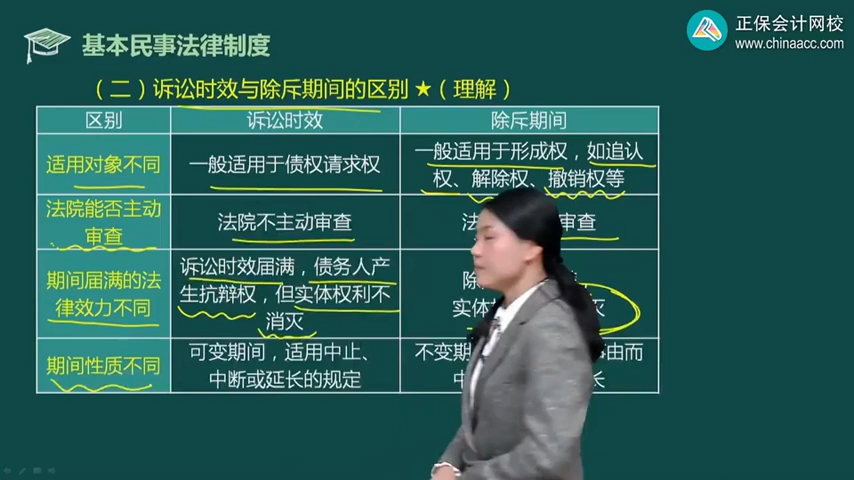 基本民事法律制度
正保会计网校
www.chinaacc.com
（二）诉讼时效与除斥期间的区别 ★（理解）
区别
诉讼时效
除斥期间
适用对象不同
一般适用于债权请求权
一般适用于形成权，如追认
权、解除权、撤销权等
法院能否主动
审查
法院不主动审查
法
审查
期间届满的法
律效力不同
诉讼时效届满，债务人产
生抗辩权，但实体权利不
消灭
除
实体
灭
期间性质不同
可变期间，适用中止、
中断或延长的规定
不变期
由而
中
长